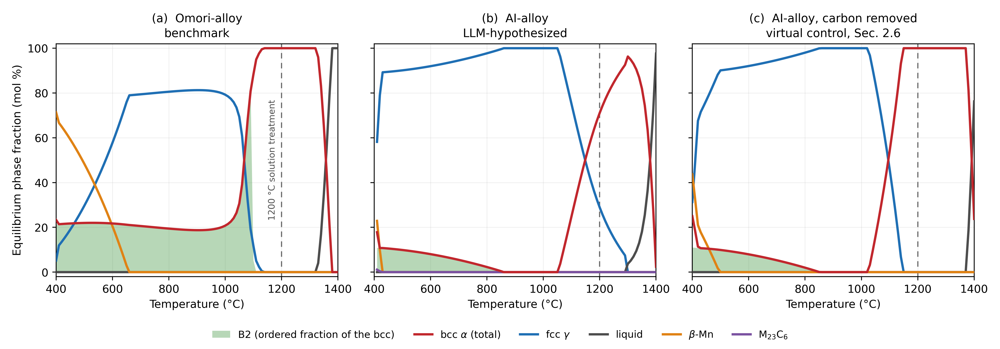 (a)  Omori-alloy
benchmark
(b)  AI-alloy
LLM-hypothesized
(c)  AI-alloy, carbon removed
virtual control, Sec. 2.6
Equilibrium phase fraction (mol %)
100
80
60
40
20
0
1200 °C solution treatment
400 600 800 1000 1200 1400
400 600 800 1000 1200 1400
400 600 800 1000 1200 1400
Temperature (°C)
Temperature (°C)
Temperature (°C)
B2 (ordered fraction of the bcc)
bcc α (total)
fcc γ
liquid
β-Mn
M₂₃C₆